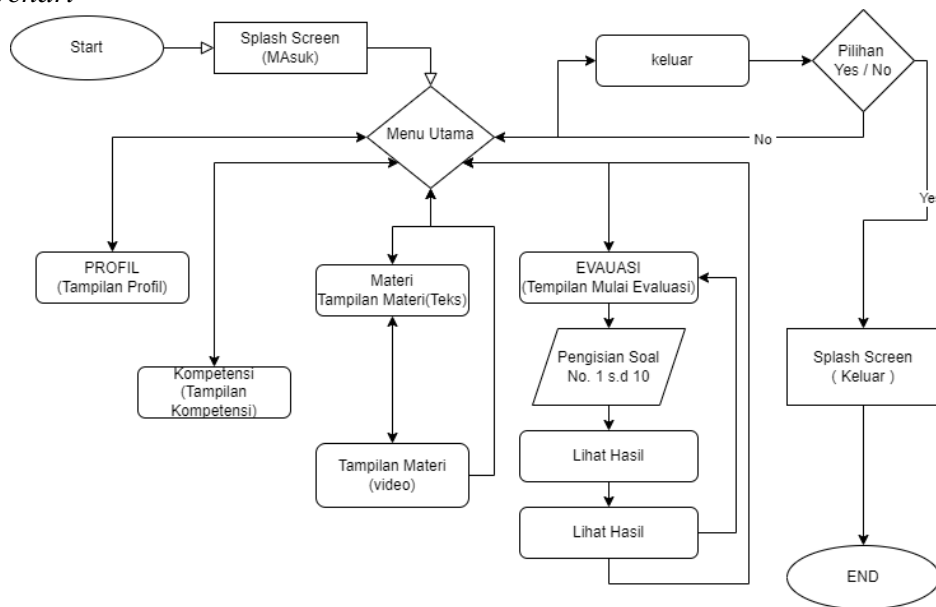 Start
Splash Screen
(MAsuk)
keluar
Pilihan
Yes / No
Menu Utama
No
Yes
PROFIL
(Tampilan Profil)
Materi
Tampilan Materi(Teks)
EVAUASI
(Tempilan Mulai Evaluasi)
Kompetensi
(Tampilan
Kompetensi)
Pengisian Soal
No. 1 s.d 10
Splash Screen
( Keluar )
Tampilan Materi
(video)
Lihat Hasil
Lihat Hasil
END